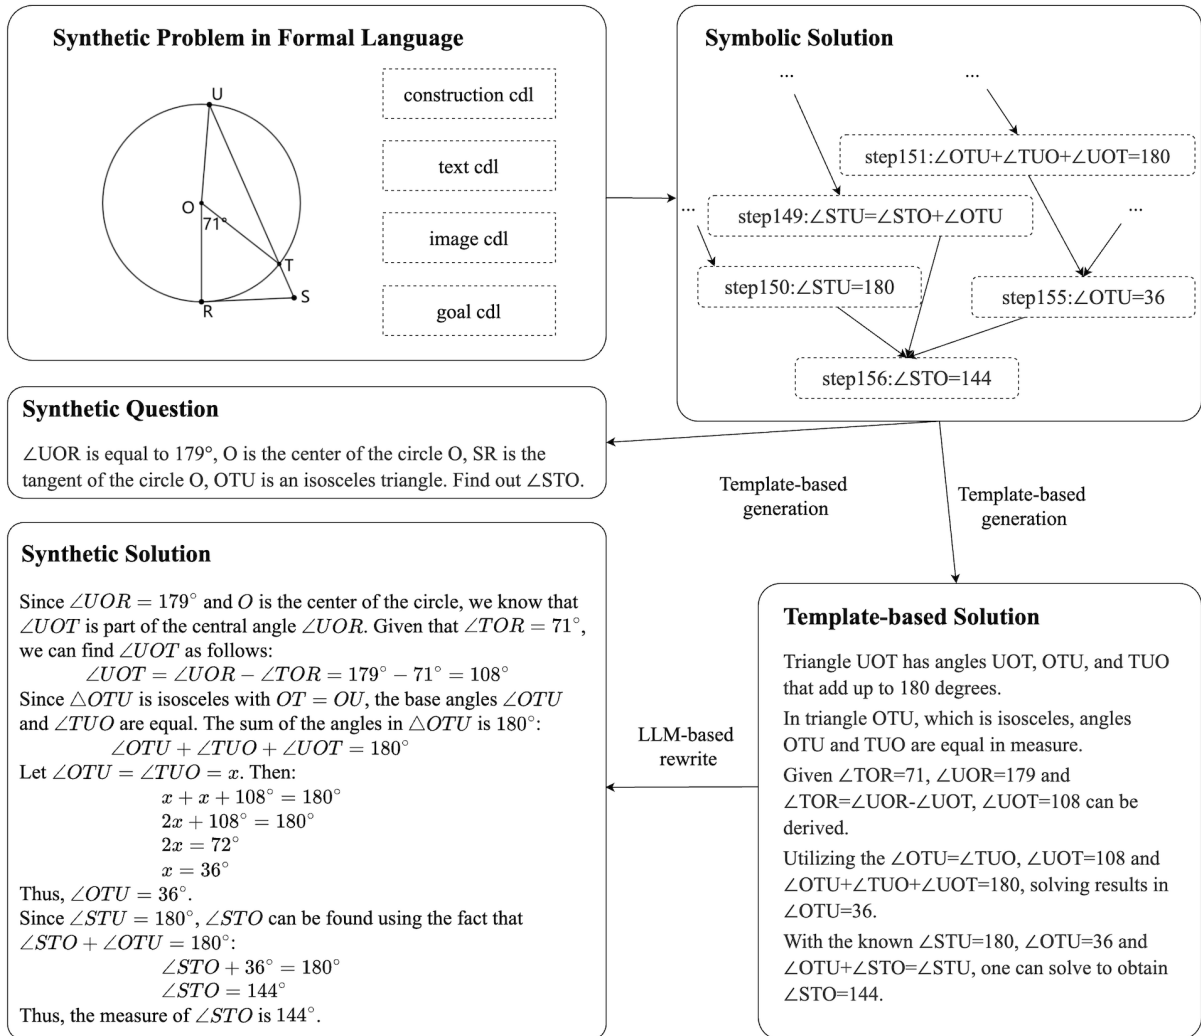 Synthetic Problem in Formal Language
U
O
71°
T
S
R
construction cdl
text cdl
image cdl
goal cdl
Symbolic Solution
...
...
step151:∠OTU+∠TUO+∠UOT=180
...
step149:∠STU=∠STO+∠OTU
...
step150:∠STU=180
step155:∠OTU=36
step156:∠STO=144
Synthetic Question
∠UOR is equal to 179°, O is the center of the circle O, SR is the
tangent of the circle O, OTU is an isosceles triangle. Find out ∠STO.
Template-based
generation
Template-based
generation
Synthetic Solution
Since ∠UOR = 179° and O is the center of the circle, we know that
∠UOT is part of the central angle ∠UOR. Given that ∠TOR = 71°,
we can find ∠UOT as follows:
∠UOT = ∠UOR − ∠TOR = 179° − 71° = 108°
Since △OTU is isosceles with OT = OU, the base angles ∠OTU
and ∠TUO are equal. The sum of the angles in △OTU is 180°:
∠OTU + ∠TUO + ∠UOT = 180°
Let ∠OTU = ∠TUO = x. Then:
x + x + 108° = 180°
2x + 108° = 180°
2x = 72°
x = 36°
Thus, ∠OTU = 36°.
Since ∠STU = 180°, ∠STO can be found using the fact that
∠STO + ∠OTU = 180°:
∠STO + 36° = 180°
∠STO = 144°
Thus, the measure of ∠STO is 144°.
LLM-based
rewrite
Template-based Solution
Triangle UOT has angles UOT, OTU, and TUO
that add up to 180 degrees.
In triangle OTU, which is isosceles, angles
OTU and TUO are equal in measure.
Given ∠TOR=71, ∠UOR=179 and
∠TOR=∠UOR-∠UOT, ∠UOT=108 can be
derived.
Utilizing the ∠OTU=∠TUO, ∠UOT=108 and
∠OTU+∠TUO+∠UOT=180, solving results in
∠OTU=36.
With the known ∠STU=180, ∠OTU=36 and
∠OTU+∠STO=∠STU, one can solve to obtain
∠STO=144.